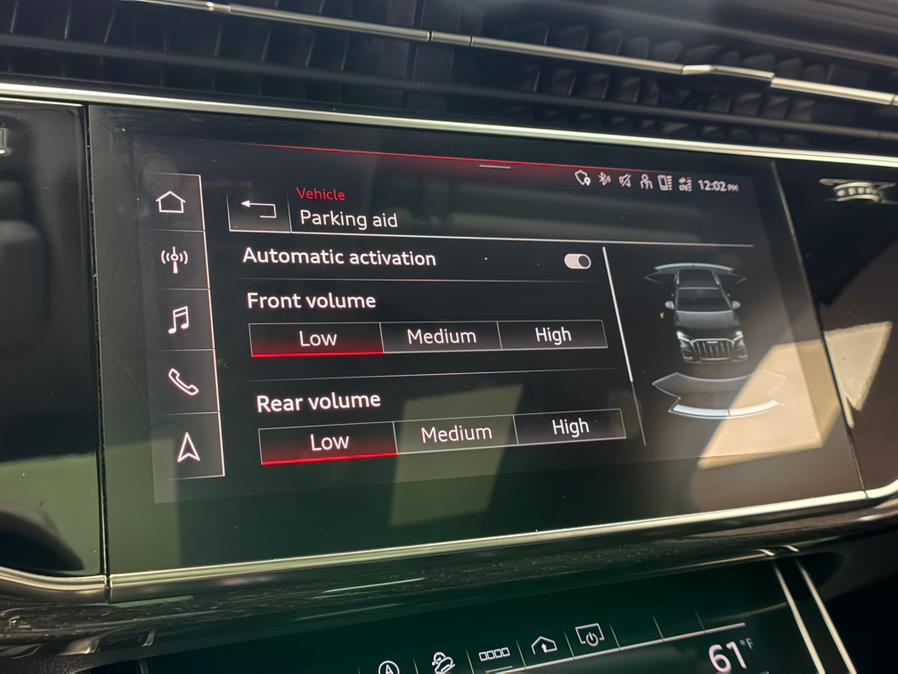 12:02 PM
Vehicle
Parking aid
Automatic activation
Front volume
Low Medium High
Rear volume
Low Medium High
A
61°F